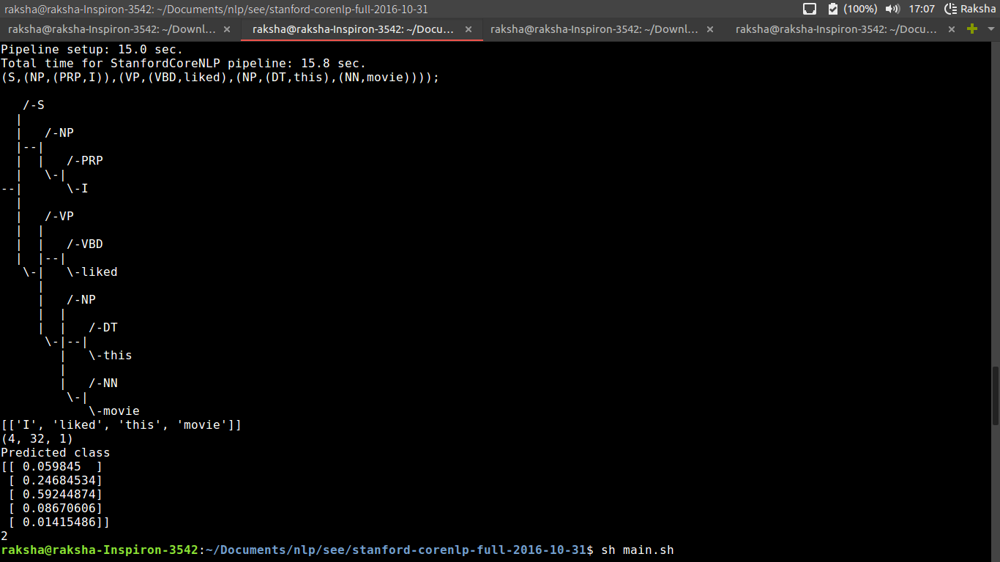 raksha@raksha-Inspiron-3542: ~/Documents/nlp/see/stanford-corenlp-full-2016-10-31 (100%) 17:07 Raksha
raksha@raksha-Inspiron-3542: ~/Downl... × raksha@raksha-Inspiron-3542: ~/Docu... × raksha@raksha-Inspiron-3542: ~/Downl... × raksha@raksha-Inspiron-3542: ~/Docu... ×
Pipeline setup: 15.0 sec.
Total time for StanfordCoreNLP pipeline: 15.8 sec.
(S,(NP,(PRP,I)),(VP,(VBD,liked),(NP,(DT,this),(NN,movie))));
   /-S
  |
  |   /-NP
  |--|
  |  |   /-PRP
  |   \-|
--|      \-I
  |
  |   /-VP
  |  |
  |  |   /-VBD
  |  |--|
   \-|   \-liked
     |
     |   /-NP
     |  |
     |  |   /-DT
      \-|--|
        |   \-this
        |
        |   /-NN
         \-|
            \-movie
[['I', 'liked', 'this', 'movie']]
(4, 32, 1)
Predicted class
[[ 0.059845  ]
 [ 0.24684534]
 [ 0.59244874]
 [ 0.08670606]
 [ 0.01415486]]
2
raksha@raksha-Inspiron-3542:~/Documents/nlp/see/stanford-corenlp-full-2016-10-31$ sh main.sh